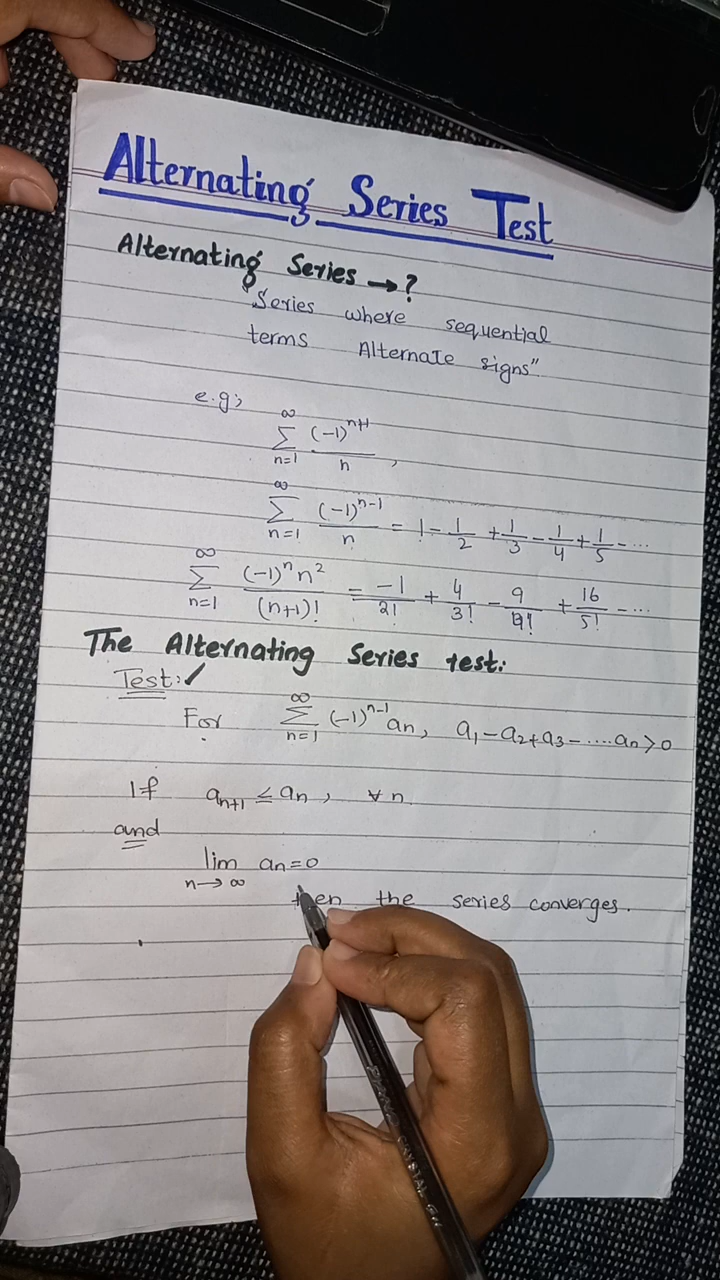 Alternating Series Test
Alternating Series → ?
"Series where sequential
terms Alternate signs"
e.g;
∞
∑ (-1)^{n+1} / n ,
n=1
∞
∑ (-1)^{n-1} / n = 1 - 1/2 + 1/3 - 1/4 + 1/5 - ...
n=1
∞
∑ (-1)^n n² / (n+1)! = -1/2! + 4/3! - 9/4! + 16/5! - ...
n=1
The Alternating Series test:
Test: ✓
For ∑_{n=1}^{∞} (-1)^{n-1} an, a₁ - a₂ + a₃ - .... an > 0
If a_{n+1} ≤ an, ∀ n
and
lim an = 0
n → ∞
then the series converges.